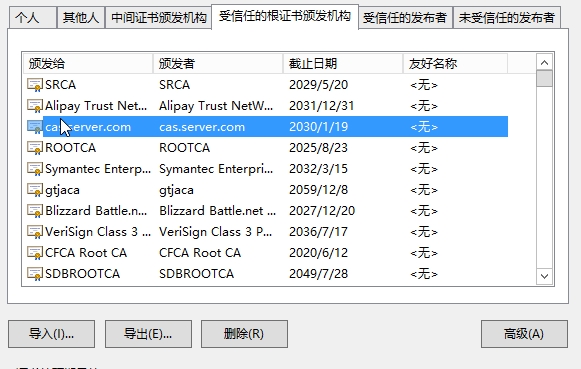 个人 其他人 中间证书颁发机构 受信任的根证书颁发机构 受信任的发布者 未受信任的发布者
颁发给 颁发者 截止日期 友好名称
SRCA SRCA 2029/5/20 <无>
Alipay Trust Net... Alipay Trust NetW... 2031/12/31 <无>
cas.server.com cas.server.com 2030/1/19 <无>
ROOTCA ROOTCA 2025/8/23 <无>
Symantec Enterp... Symantec Enterpri... 2032/3/15 <无>
gtjaca gtjaca 2059/12/8 <无>
Blizzard Battle.n... Blizzard Battle.net ... 2027/12/20 <无>
VeriSign Class 3 ... VeriSign Class 3 P... 2036/7/17 <无>
CFCA Root CA CFCA Root CA 2020/6/12 <无>
SDBROOTCA SDBROOTCA 2049/7/28 <无>
导入(I)... 导出(E)... 删除(R) 高级(A)